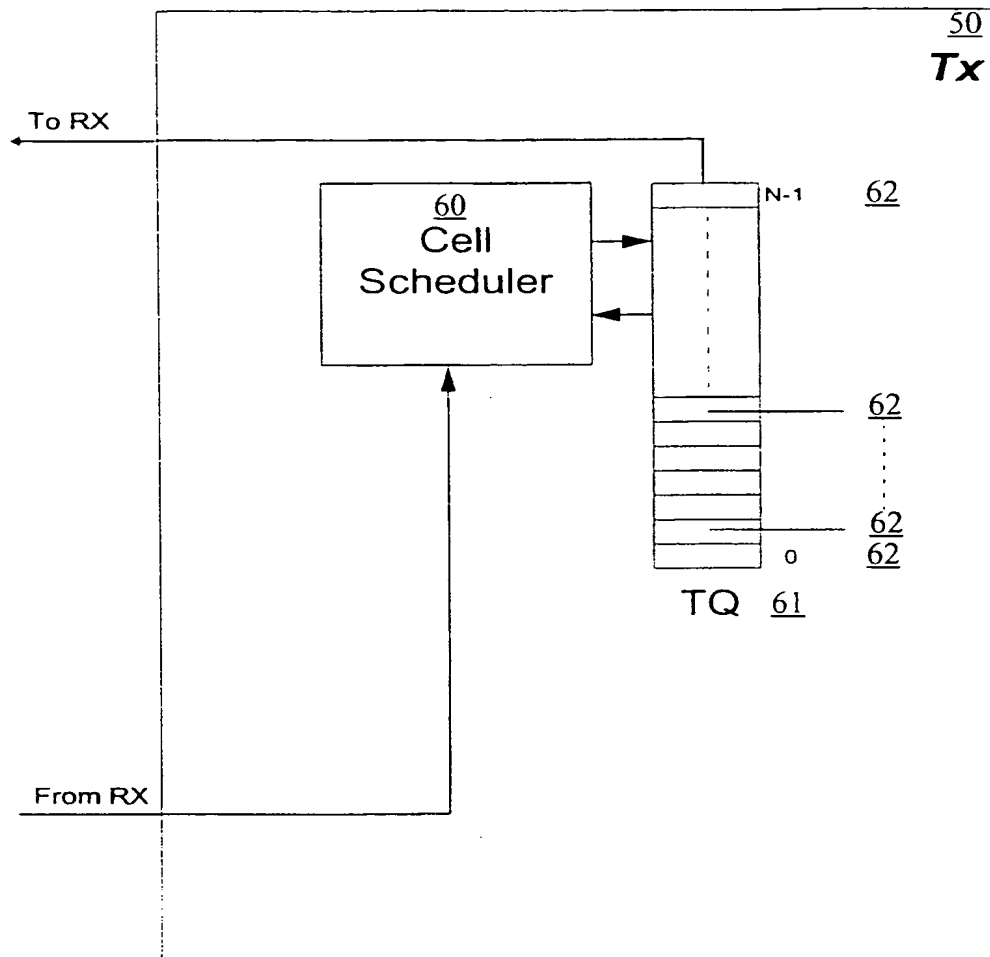 50
Tx
To RX
60
Cell
Scheduler
N-1 62
62
62
0 62
TQ 61
From RX